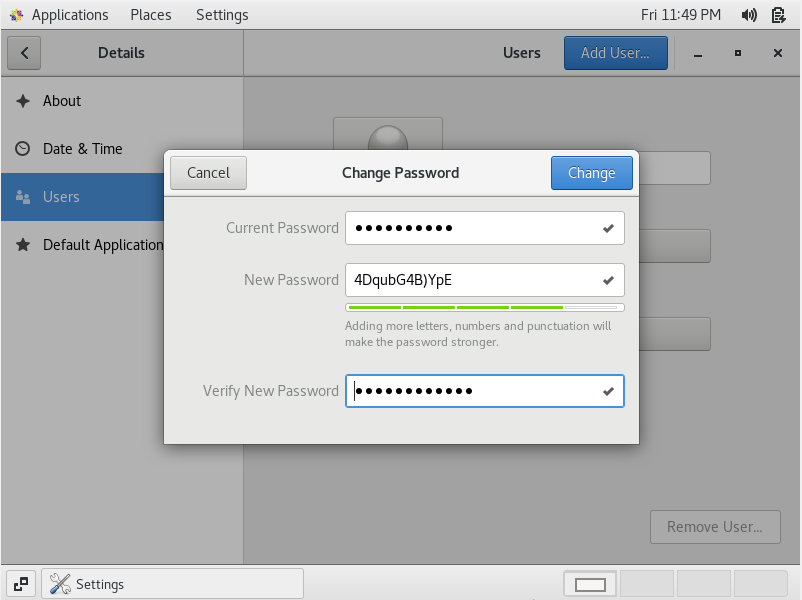 Applications Places Settings Fri 11:49 PM
Details Users Add User...
About
Date & Time
Users
Default Application
Cancel Change Password Change
Current Password ••••••••••
New Password 4DqubG4B)YpE
Adding more letters, numbers and punctuation will
make the password stronger.
Verify New Password ••••••••••••
Remove User...
Settings